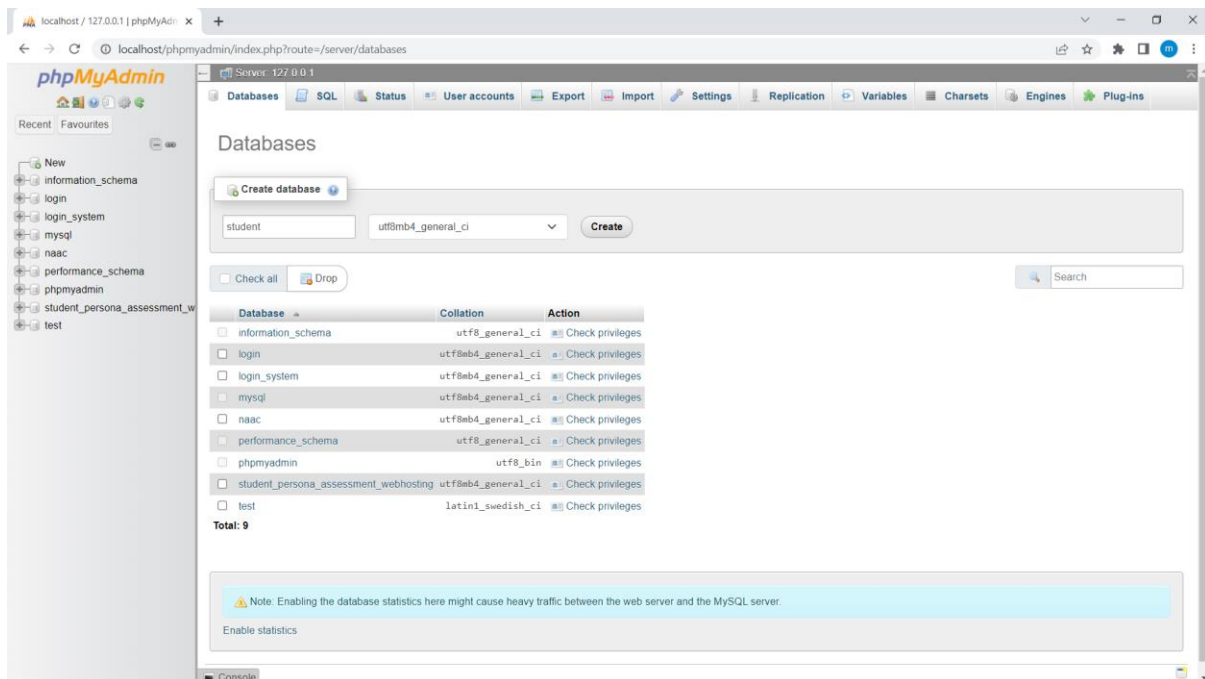 localhost / 127.0.0.1 | phpMyAdn
localhost/phpmyadmin/index.php?route=/server/databases
m
phpMyAdmin
Recent Favourites
New
information_schema
login
login_system
mysql
naac
performance_schema
phpmyadmin
student_persona_assessment_w
test
Server: 127.0.0.1
Databases SQL Status User accounts Export Import Settings Replication Variables Charsets Engines Plug-ins
Databases
Create database
student utf8mb4_general_ci Create
Check all Drop Search
Database Collation Action
information_schema utf8_general_ci Check privileges
login utf8mb4_general_ci Check privileges
login_system utf8mb4_general_ci Check privileges
mysql utf8mb4_general_ci Check privileges
naac utf8mb4_general_ci Check privileges
performance_schema utf8_general_ci Check privileges
phpmyadmin utf8_bin Check privileges
student_persona_assessment_webhosting utf8mb4_general_ci Check privileges
test latin1_swedish_ci Check privileges
Total: 9
Note: Enabling the database statistics here might cause heavy traffic between the web server and the MySQL server.
Enable statistics
Console